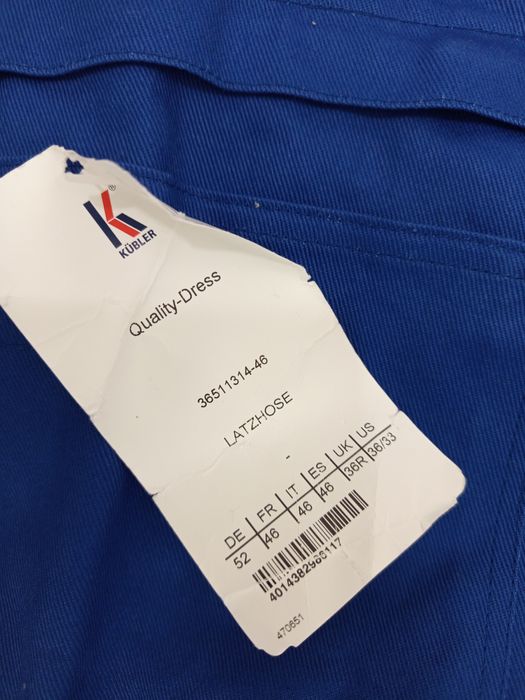 K®
KÜBLER
Quality-Dress
36511314-46
LATZHOSE
-
DE | FR | IT | ES | UK | US
52 | 46 | 46 | 46 | 36R | 36/33
4014382968117
470651